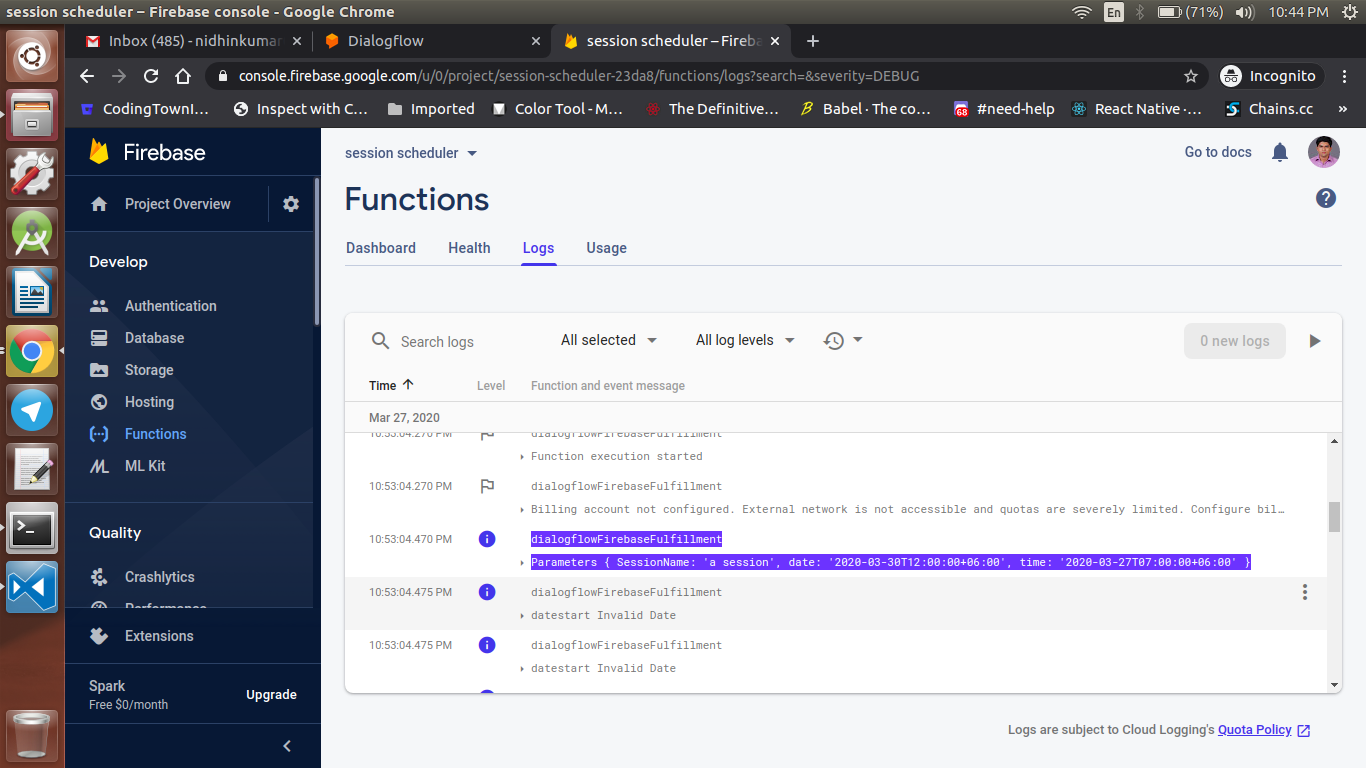 session scheduler – Firebase console - Google Chrome
En
(71%)
10:44 PM
Inbox (485) - nidhinkumar
Dialogflow
session scheduler – Fireba
console.firebase.google.com/u/0/project/session-scheduler-23da8/functions/logs?search=&severity=DEBUG
Incognito
CodingTownI…
Inspect with C…
Imported
Color Tool - M…
The Definitive…
Babel · The co…
68
#need-help
React Native ·…
Chains.cc
»
Firebase
Project Overview
Develop
Authentication
Database
Storage
Hosting
Functions
ML Kit
Quality
Crashlytics
Performance
Extensions
Spark
Free $0/month
Upgrade
session scheduler
Go to docs
Functions
Dashboard
Health
Logs
Usage
Search logs
All selected
All log levels
0 new logs
Time
Level
Function and event message
Mar 27, 2020
10:53:04.270 PM
dialogflowFirebaseFulfillment
Function execution started
10:53:04.270 PM
dialogflowFirebaseFulfillment
Billing account not configured. External network is not accessible and quotas are severely limited. Configure bil…
10:53:04.470 PM
dialogflowFirebaseFulfillment
Parameters { SessionName: 'a session', date: '2020-03-30T12:00:00+06:00', time: '2020-03-27T07:00:00+06:00' }
10:53:04.475 PM
dialogflowFirebaseFulfillment
datestart Invalid Date
10:53:04.475 PM
dialogflowFirebaseFulfillment
datestart Invalid Date
Logs are subject to Cloud Logging's Quota Policy